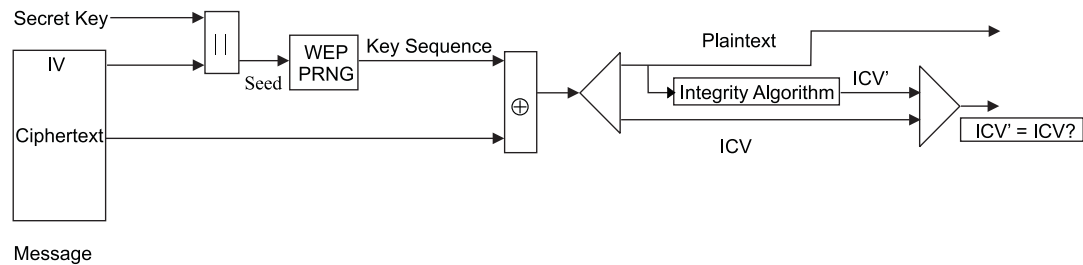 Secret Key
IV
Ciphertext
Message
||
Seed
WEP
PRNG
Key Sequence
⊕
Plaintext
Integrity Algorithm
ICV’
ICV
ICV’ = ICV?